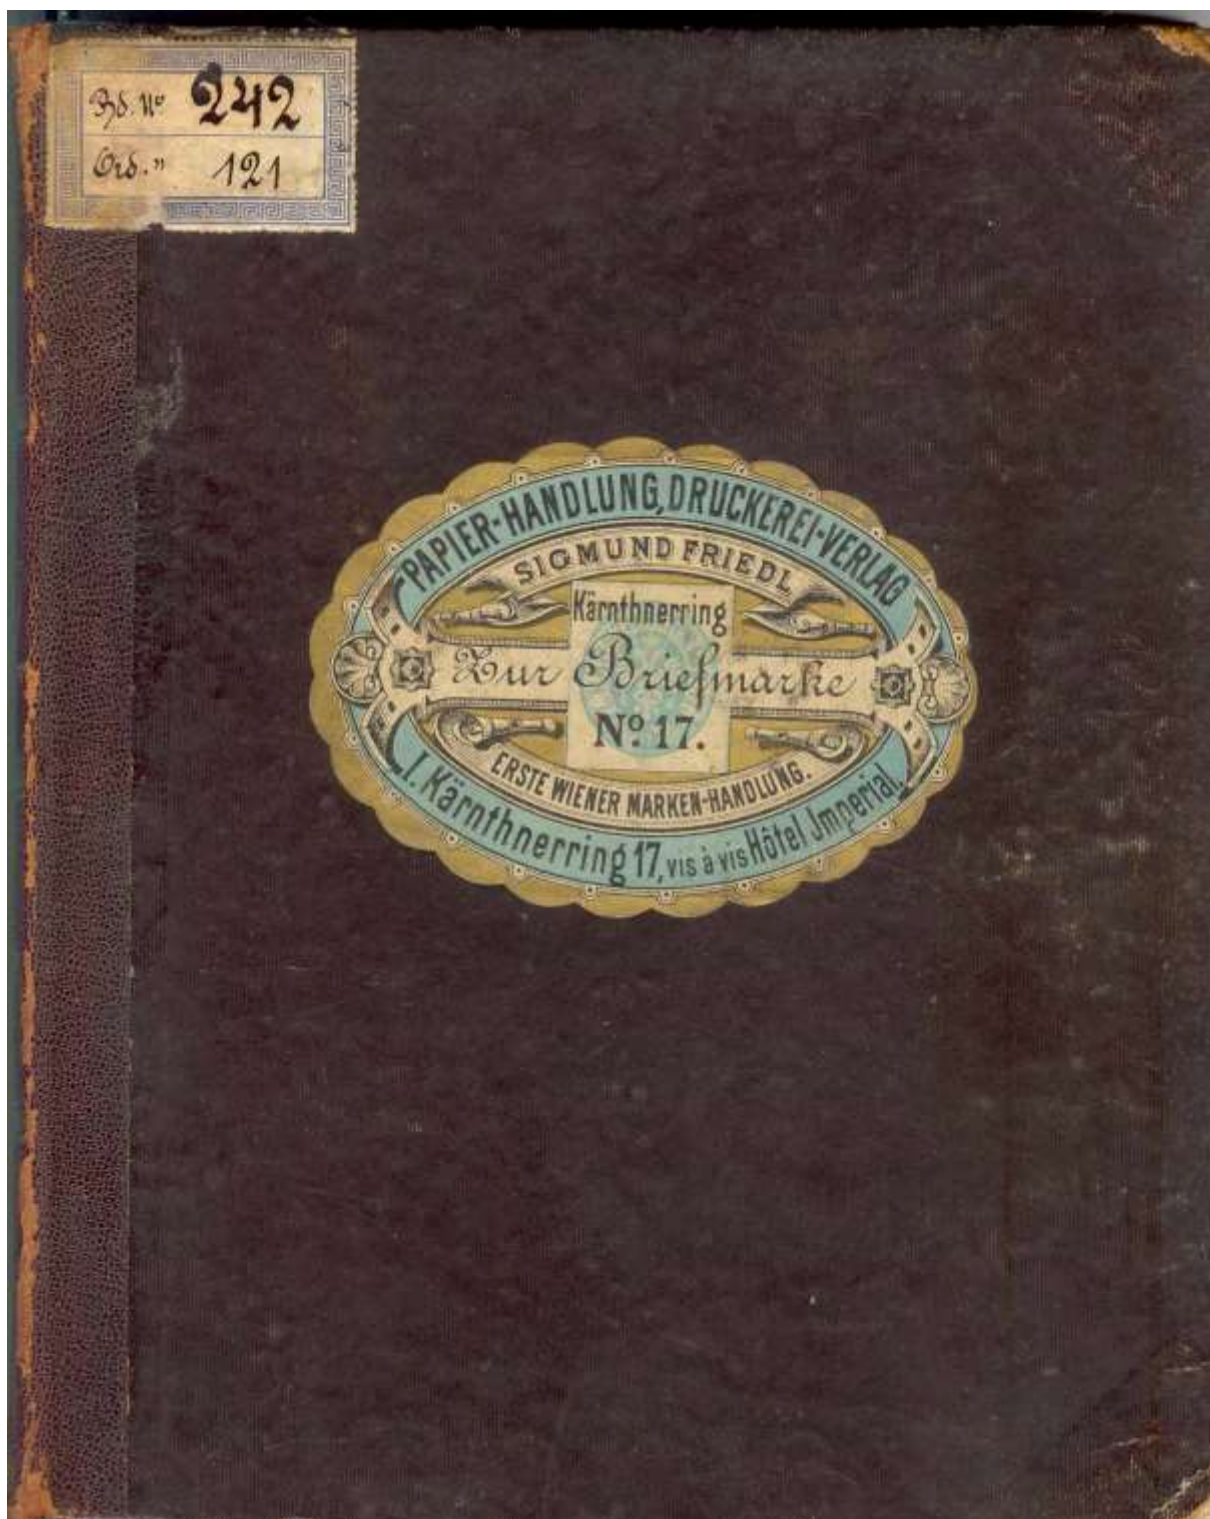 Bd. No 242
Ord. " 121
PAPIER-HANDLUNG, DRUCKEREI-VERLAG
SIGMUND FRIEDL
Kärnthnerring
Zur Briefmarke
No. 17.
ERSTE WIENER MARKEN-HANDLUNG.
I. Kärnthnerring 17, vis à vis Hôtel Jmperial.